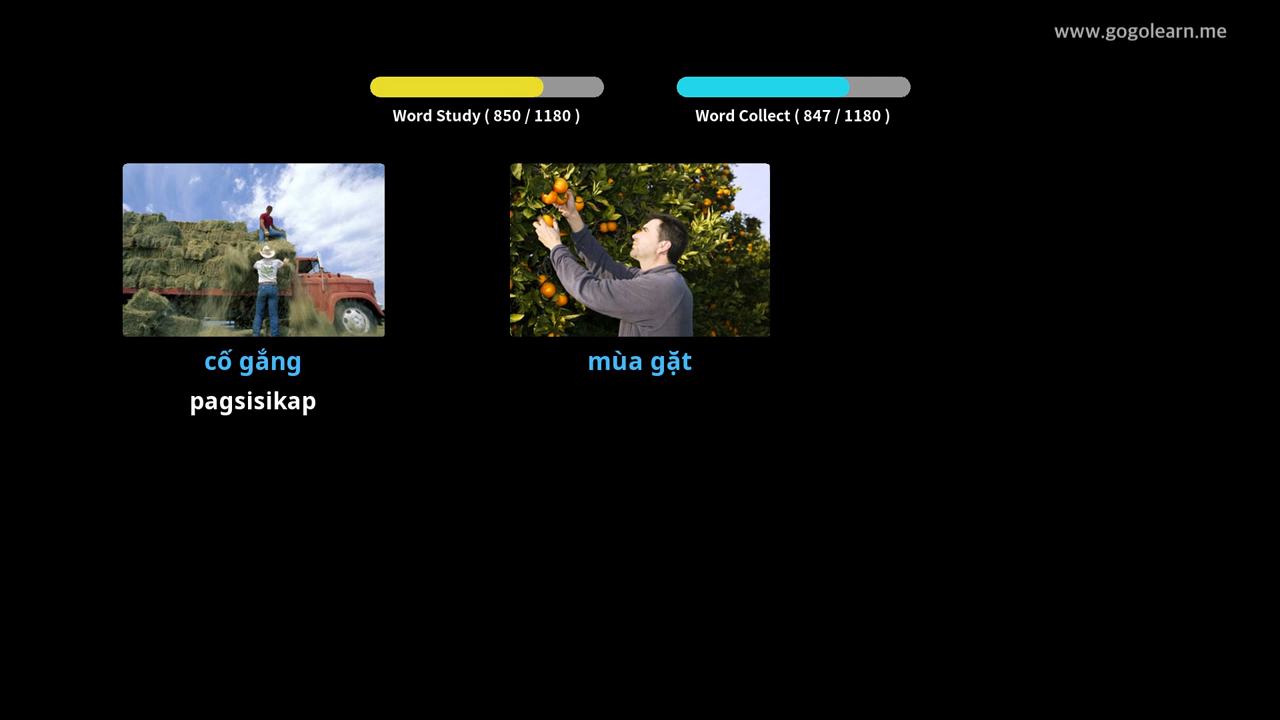 www.gogolearn.me
Word Study ( 850 / 1180 )
Word Collect ( 847 / 1180 )
cố gắng
mùa gặt
pagsisikap